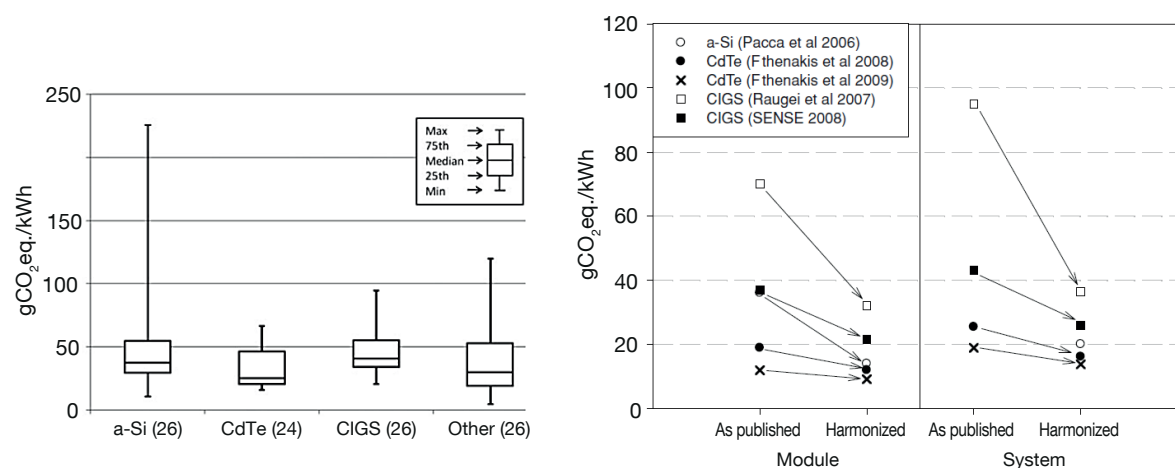 250
200
150
100
50
0
gCO2eq./kWh
Max
75th
Median
25th
Min
a-Si (26)
CdTe (24)
CIGS (26)
Other (26)
120
100
80
60
40
20
0
gCO2eq./kWh
a-Si (Pacca et al 2006)
CdTe (Fthenakis et al 2008)
CdTe (Fthenakis et al 2009)
CIGS (Raugei et al 2007)
CIGS (SENSE 2008)
As published
Harmonized
As published
Harmonized
Module
System